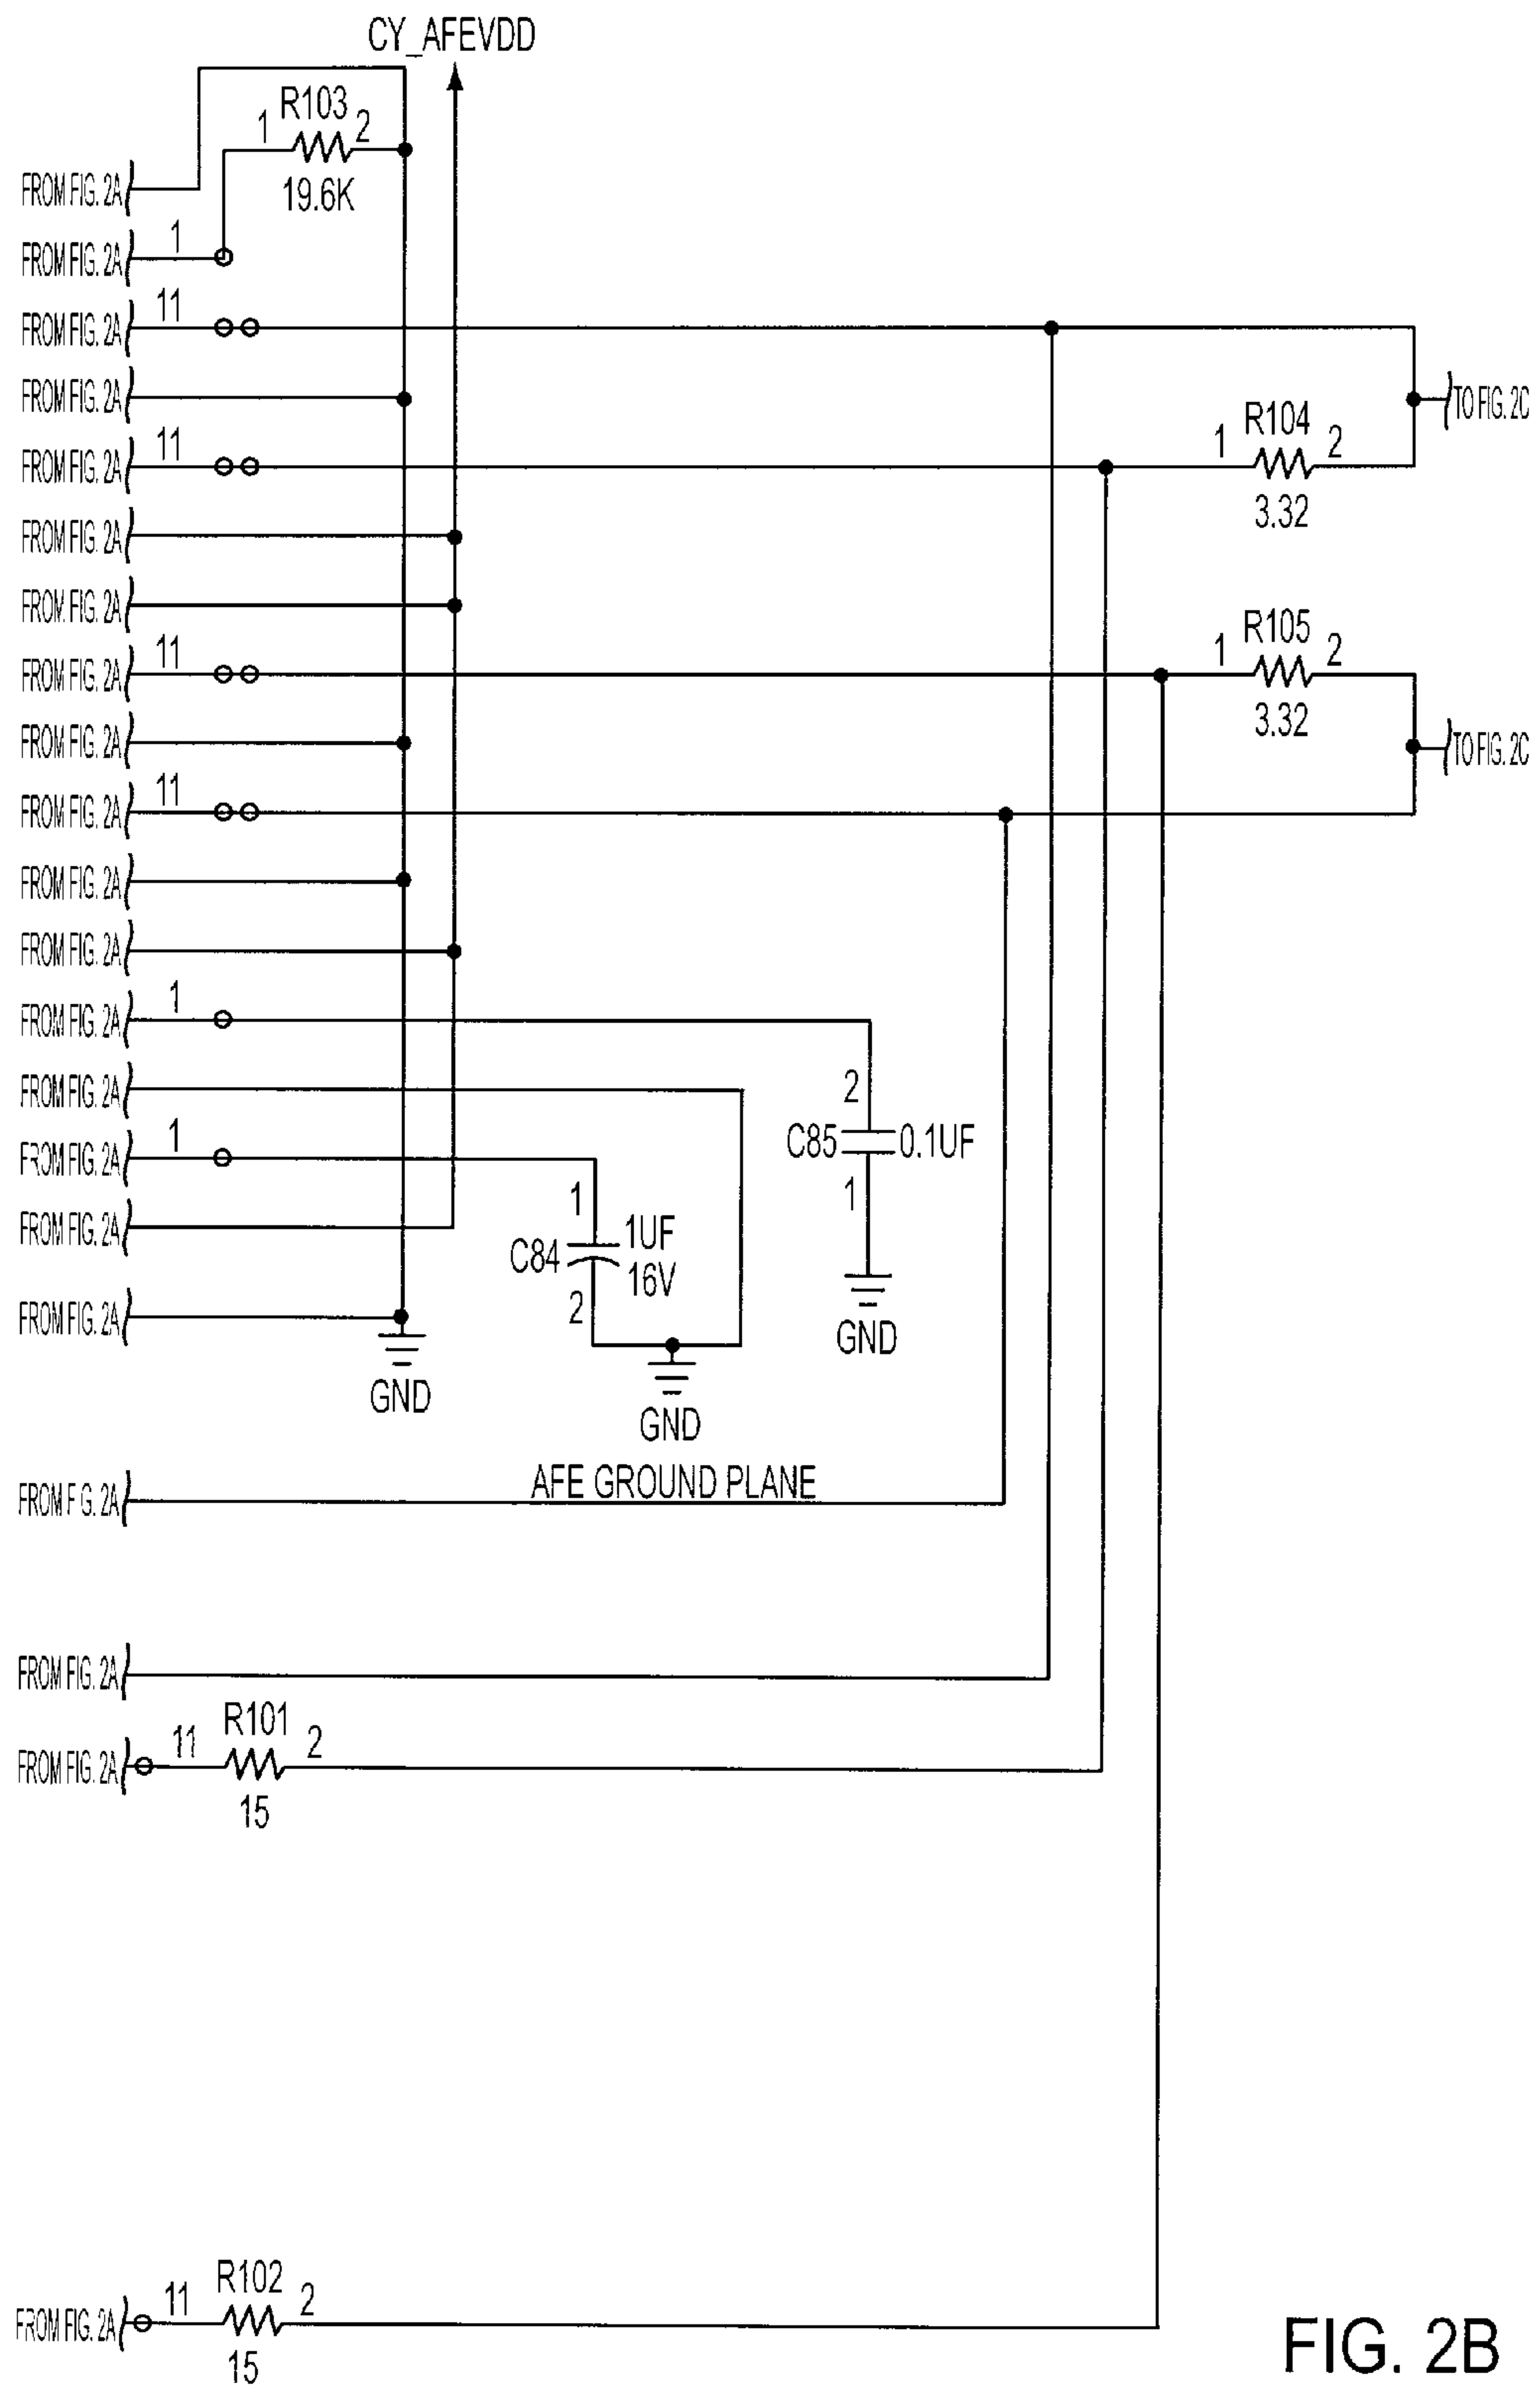 CY_AFEVDD
R103
1 2
FROM FIG. 2A
19.6K
1
FROM FIG. 2A
11
FROM FIG. 2A
FROM FIG. 2A
TO FIG. 2C
R104
11
1 2
FROM FIG. 2A
3.32
FROM FIG. 2A
FROM FIG. 2A
R105
11
1 2
FROM FIG. 2A
3.32
FROM FIG. 2A
TO FIG. 2C
11
FROM FIG. 2A
FROM FIG. 2A
FROM FIG. 2A
1
FROM FIG. 2A
FROM FIG. 2A
2
C85 0.1UF
1
1
FROM FIG. 2A
1
FROM FIG. 2A
C84 1UF
16V
2
FROM FIG. 2A
GND
GND
GND
AFE GROUND PLANE
FROM F G. 2A
FROM FIG. 2A
R101
11 2
FROM FIG. 2A
15
R102
11 2
FROM FIG. 2A
15
FIG. 2B